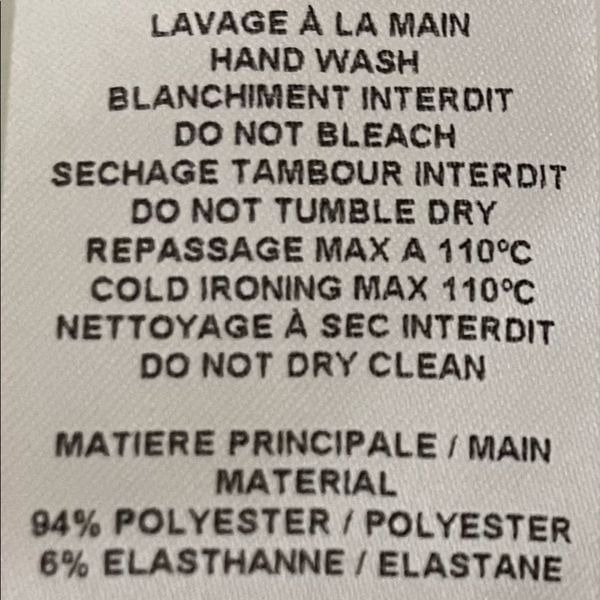 LAVAGE À LA MAIN
HAND WASH
BLANCHIMENT INTERDIT
DO NOT BLEACH
SECHAGE TAMBOUR INTERDIT
DO NOT TUMBLE DRY
REPASSAGE MAX A 110°C
COLD IRONING MAX 110°C
NETTOYAGE À SEC INTERDIT
DO NOT DRY CLEAN
MATIERE PRINCIPALE / MAIN
MATERIAL
94% POLYESTER / POLYESTER
6% ELASTHANNE / ELASTANE